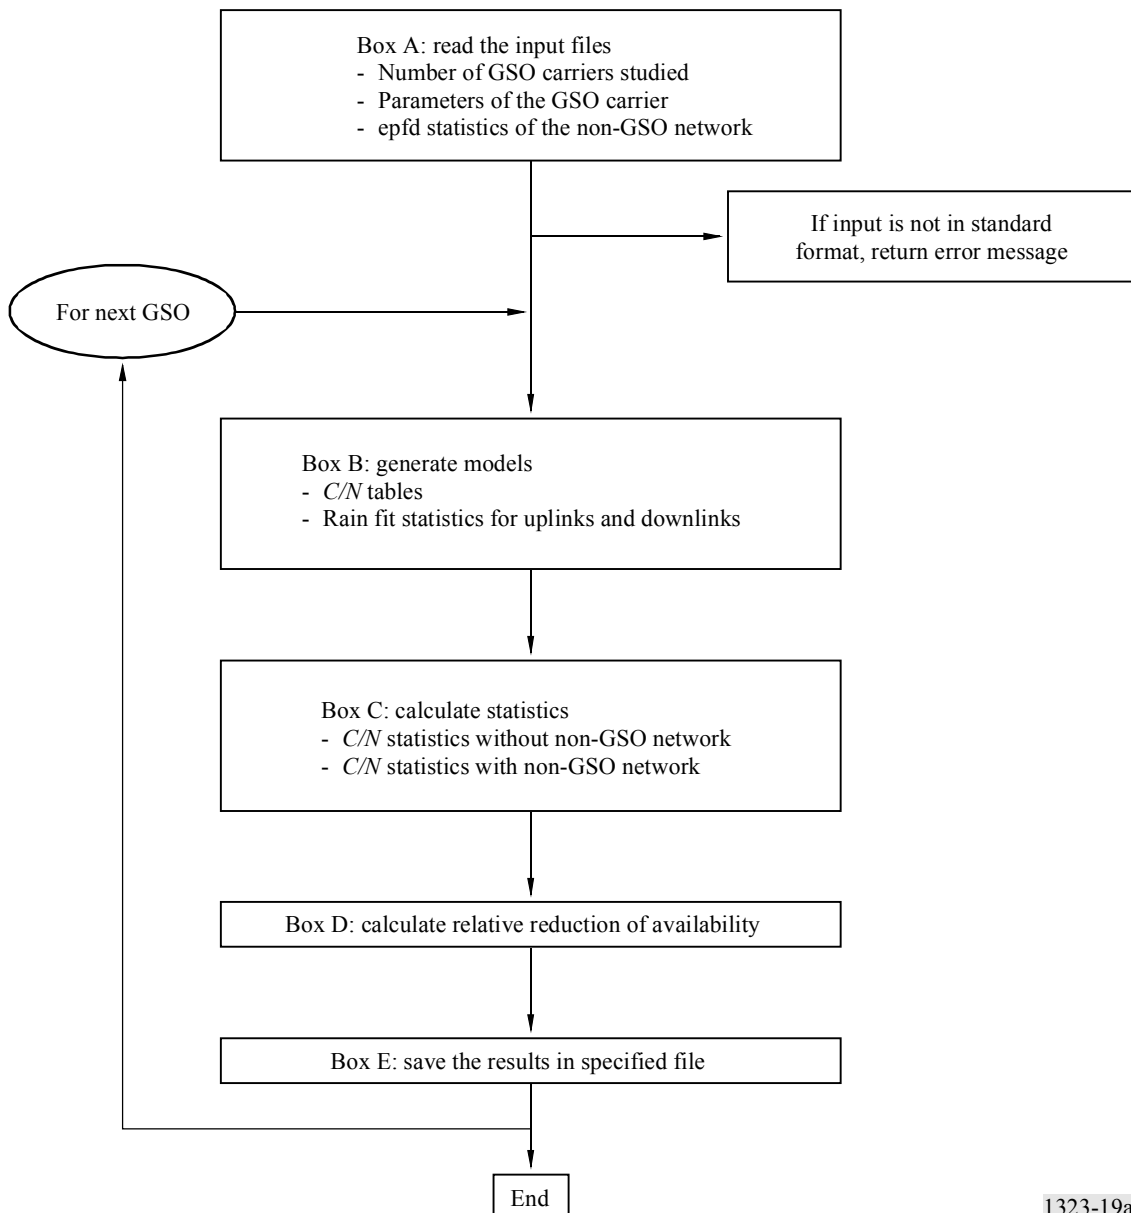 Box A: read the input files
- Number of GSO carriers studied
- Parameters of the GSO carrier
- epfd statistics of the non-GSO network
If input is not in standard
format, return error message
For next GSO
Box B: generate models
- C/N tables
- Rain fit statistics for uplinks and downlinks
Box C: calculate statistics
- C/N statistics without non-GSO network
- C/N statistics with non-GSO network
Box D: calculate relative reduction of availability
Box E: save the results in specified file
End
1323-19a